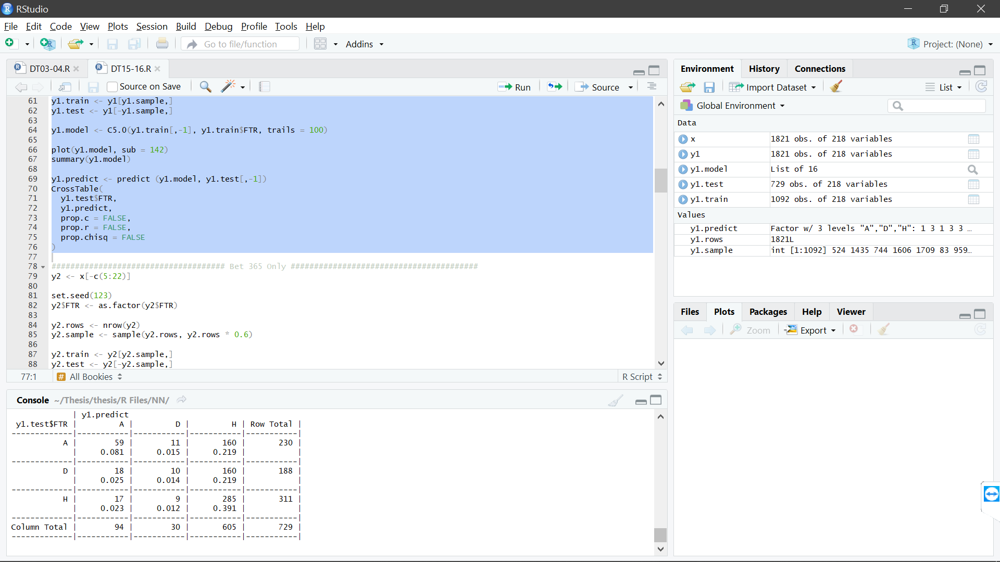 RStudio
File Edit Code View Plots Session Build Debug Profile Tools Help
Go to file/function Addins Project: (None)
DT03-04.R DT15-16.R
Source on Save Run Source
61 y1.train <- y1[y1.sample,]
62 y1.test <- y1[-y1.sample,]
63
64 y1.model <- C5.0(y1.train[,-1], y1.train$FTR, trails = 100)
65
66 plot(y1.model, sub = 142)
67 summary(y1.model)
68
69 y1.predict <- predict (y1.model, y1.test[,-1])
70 CrossTable(
71 y1.test$FTR,
72 y1.predict,
73 prop.c = FALSE,
74 prop.r = FALSE,
75 prop.chisq = FALSE
76 )
77
78 ##################################### Bet 365 Only ########################################
79 y2 <- x[-c(5:22)]
80
81 set.seed(123)
82 y2$FTR <- as.factor(y2$FTR)
83
84 y2.rows <- nrow(y2)
85 y2.sample <- sample(y2.rows, y2.rows * 0.6)
86
87 y2.train <- y2[y2.sample,]
88 y2.test <- y2[-y2.sample,]
77:1 # All Bookies R Script
Console ~/Thesis/thesis/R Files/NN/
| y1.predict
y1.test$FTR | A | D | H | Row Total |
-------------|-----------|-----------|-----------|-----------|
A | 59 | 11 | 160 | 230 |
| 0.081 | 0.015 | 0.219 | |
-------------|-----------|-----------|-----------|-----------|
D | 18 | 10 | 160 | 188 |
| 0.025 | 0.014 | 0.219 | |
-------------|-----------|-----------|-----------|-----------|
H | 17 | 9 | 285 | 311 |
| 0.023 | 0.012 | 0.391 | |
-------------|-----------|-----------|-----------|-----------|
Column Total | 94 | 30 | 605 | 729 |
-------------|-----------|-----------|-----------|-----------|
Environment History Connections
Import Dataset List
Global Environment
Data
x 1821 obs. of 218 variables
y1 1821 obs. of 218 variables
y1.model List of 16
y1.test 729 obs. of 218 variables
y1.train 1092 obs. of 218 variables
Values
y1.predict Factor w/ 3 levels "A","D","H": 1 3 1 3 3 …
y1.rows 1821L
y1.sample int [1:1092] 524 1435 744 1606 1709 83 959…
Files Plots Packages Help Viewer
Zoom Export